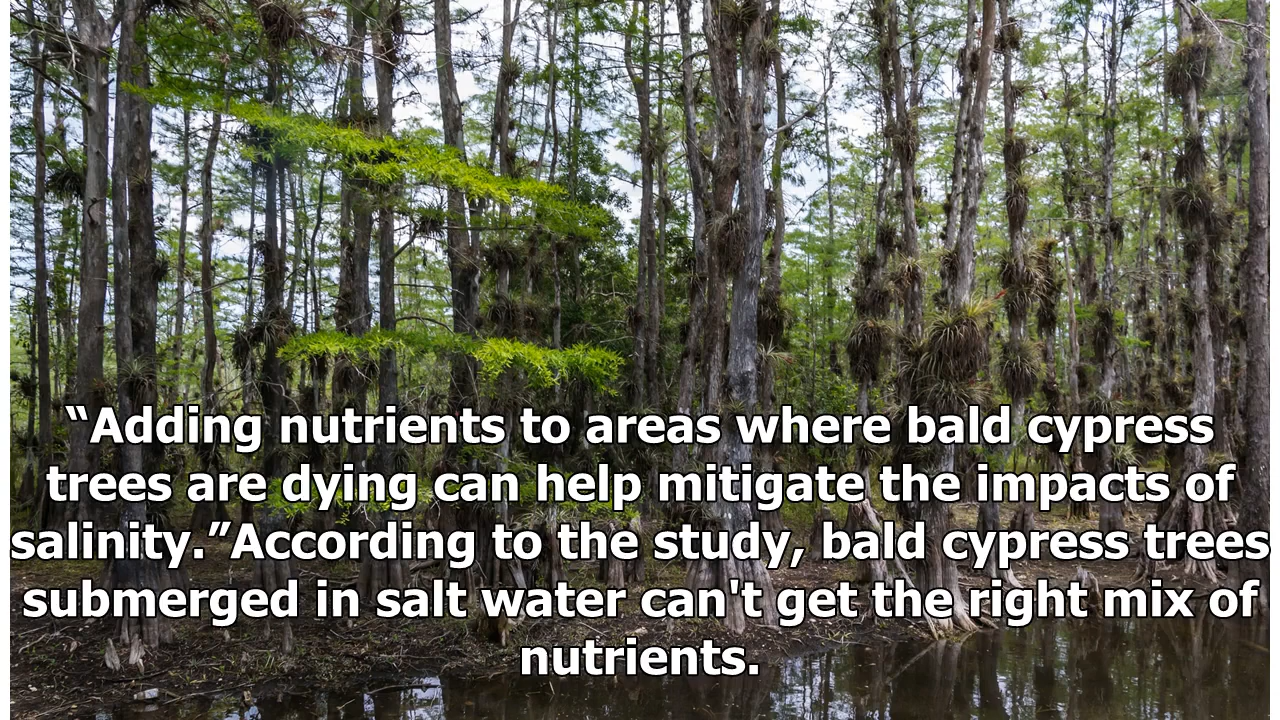 “Adding nutrients to areas where bald cypress
trees are dying can help mitigate the impacts of
salinity.”According to the study, bald cypress trees
submerged in salt water can't get the right mix of
nutrients.